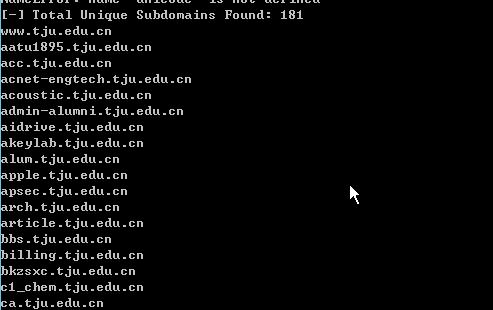 NameError: name 'unicode' is not defined
[-] Total Unique Subdomains Found: 181
www.tju.edu.cn
aatu1895.tju.edu.cn
acc.tju.edu.cn
acnet-engtech.tju.edu.cn
acoustic.tju.edu.cn
admin-alumni.tju.edu.cn
aidrive.tju.edu.cn
akeylab.tju.edu.cn
alum.tju.edu.cn
apple.tju.edu.cn
apsec.tju.edu.cn
arch.tju.edu.cn
article.tju.edu.cn
bbs.tju.edu.cn
billing.tju.edu.cn
bkzsxc.tju.edu.cn
c1_chem.tju.edu.cn
ca.tju.edu.cn